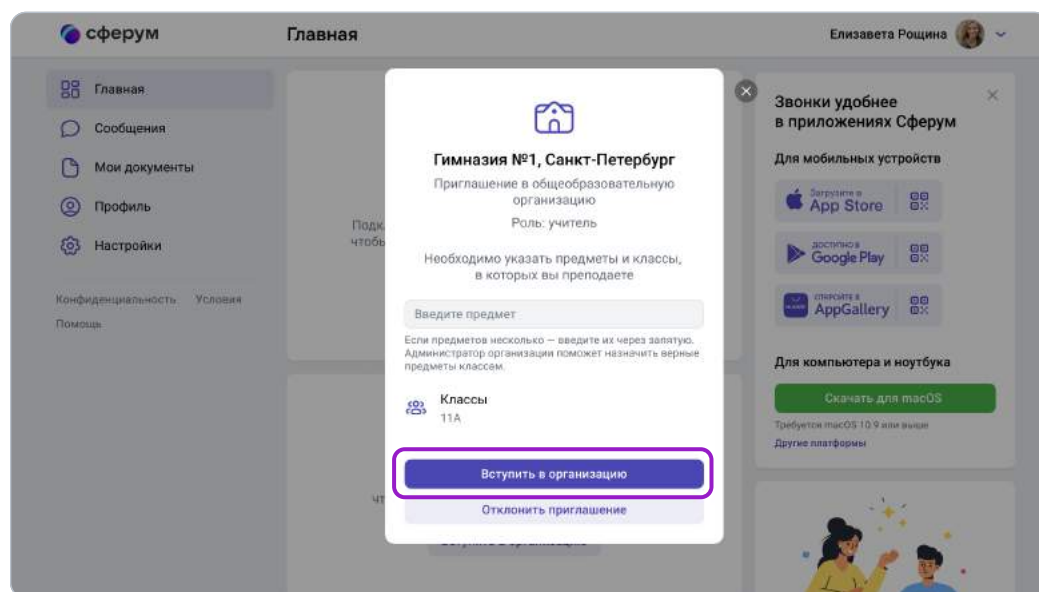 сферум
Главная
Елизавета Рощина
Главная
Сообщения
Мои документы
Профиль
Настройки
Конфиденциальность Условия
Помощь
Гимназия №1, Санкт-Петербург
Приглашение в общеобразовательную
организацию
Роль: учитель
Необходимо указать предметы и классы,
в которых вы преподаете
Введите предмет
Если предметов несколько — введите их через запятую.
Администратор организации поможет назначить верные
предметы классам.
Классы
11А
Вступить в организацию
Отклонить приглашение
Звонки удобнее
в приложениях Сферум
Для мобильных устройств
Загрузите в
App Store
ДОСТУПНО В
Google Play
ОТКРОЙТЕ В
AppGallery
Для компьютера и ноутбука
Скачать для macOS
Требуется macOS 10.9 или выше
Другие платформы